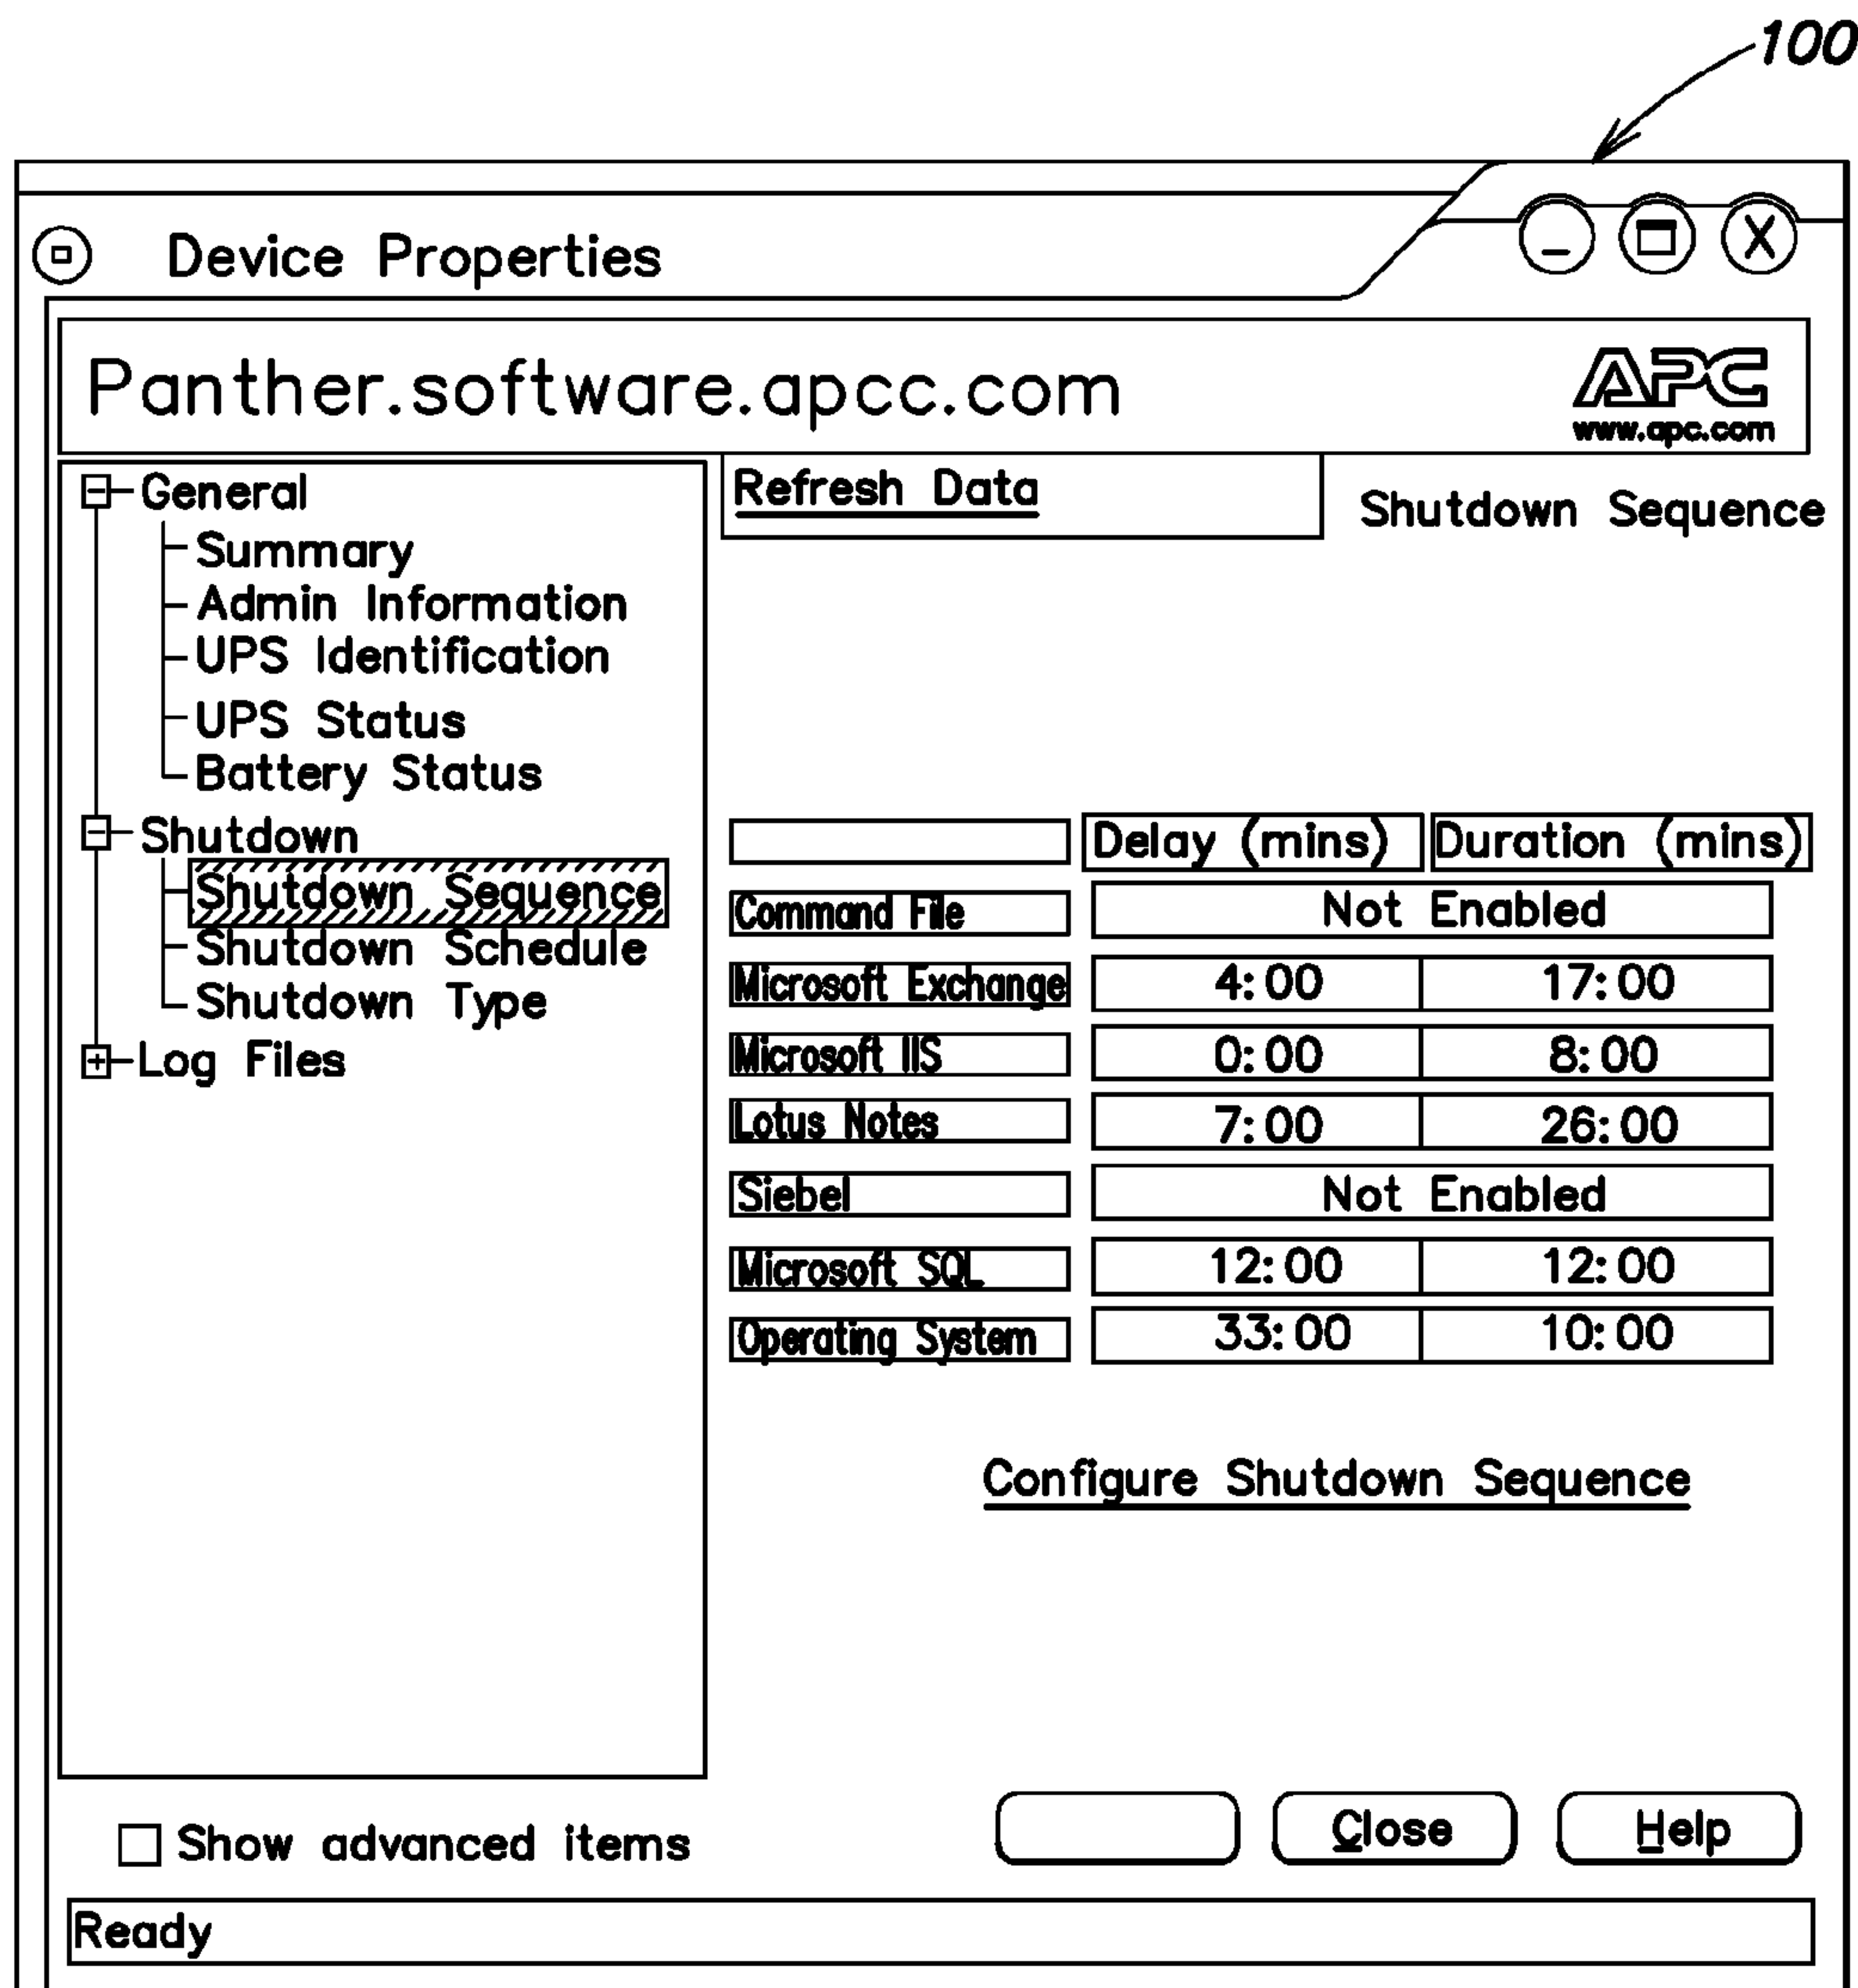 100
Device Properties
Panther.software.apcc.com
APC
www.apc.com
General
Summary
Admin Information
UPS Identification
UPS Status
Battery Status
Shutdown
Shutdown Sequence
Shutdown Schedule
Shutdown Type
Log Files
Refresh Data
Shutdown Sequence
Delay (mins) Duration (mins)
Command File Not Enabled
Microsoft Exchange 4:00 17:00
Microsoft IIS 0:00 8:00
Lotus Notes 7:00 26:00
Siebel Not Enabled
Microsoft SQL 12:00 12:00
Operating System 33:00 10:00
Configure Shutdown Sequence
Show advanced items
Close Help
Ready